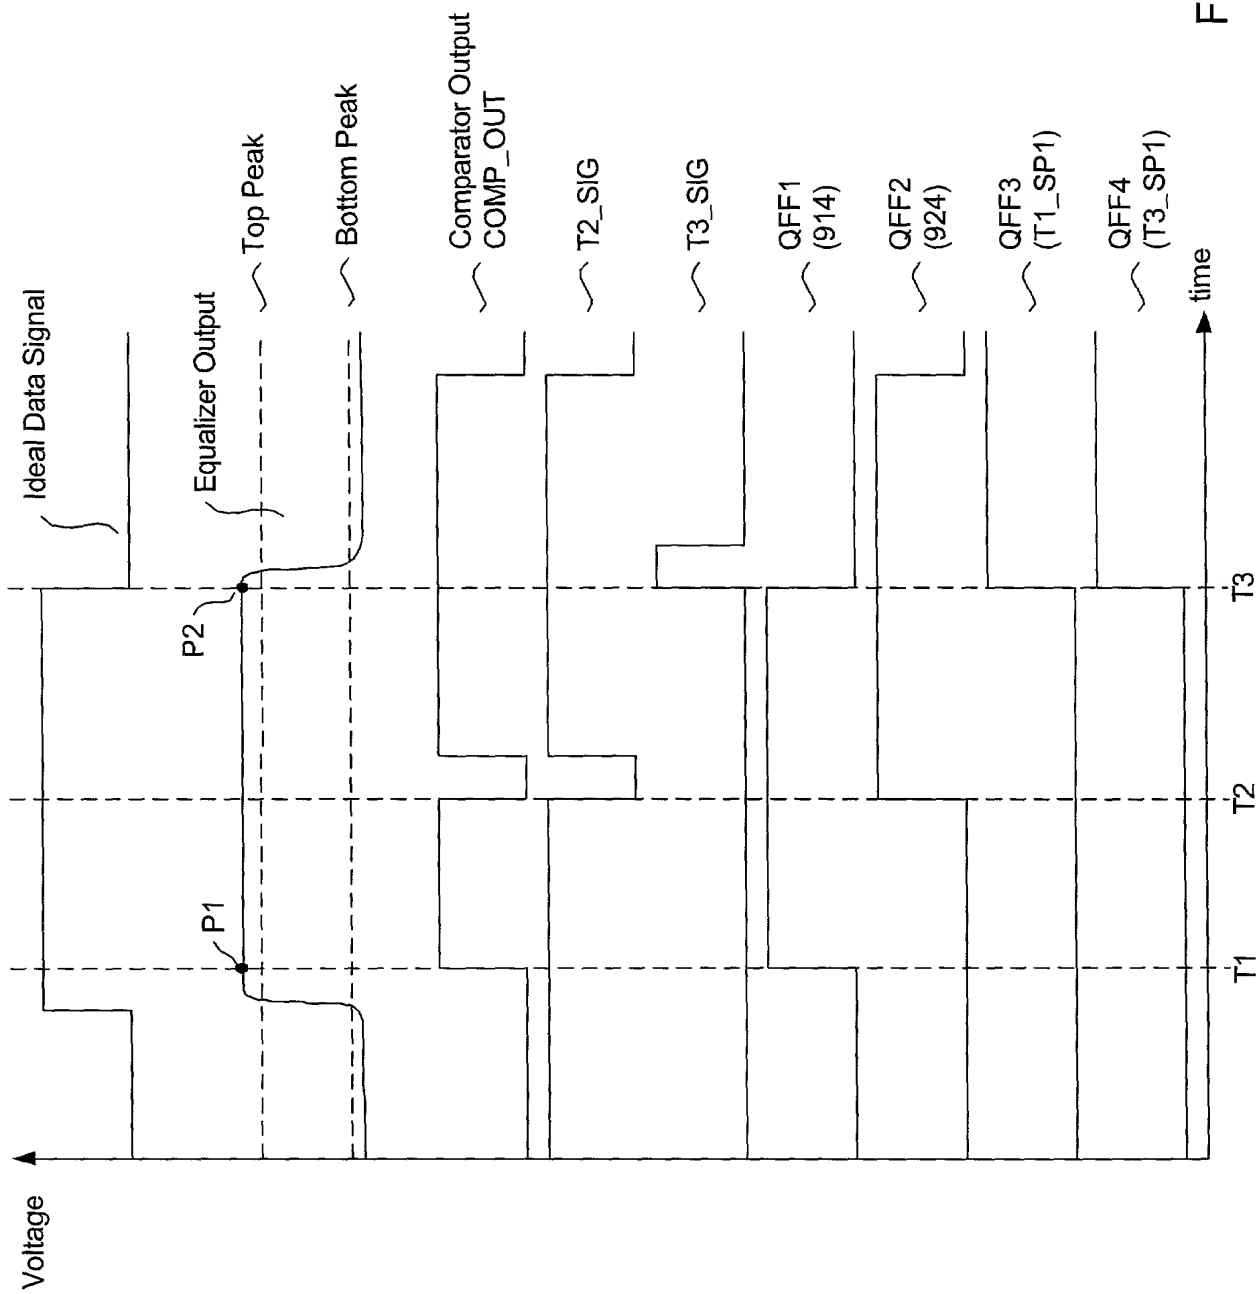 Voltage
Ideal Data Signal
Equalizer Output
Top Peak
Bottom Peak
P1
P2
Comparator Output
COMP_OUT
T2_SIG
T3_SIG
QFF1
(914)
QFF2
(924)
QFF3
(T1_SP1)
QFF4
(T3_SP1)
time
T1
T2
T3
F